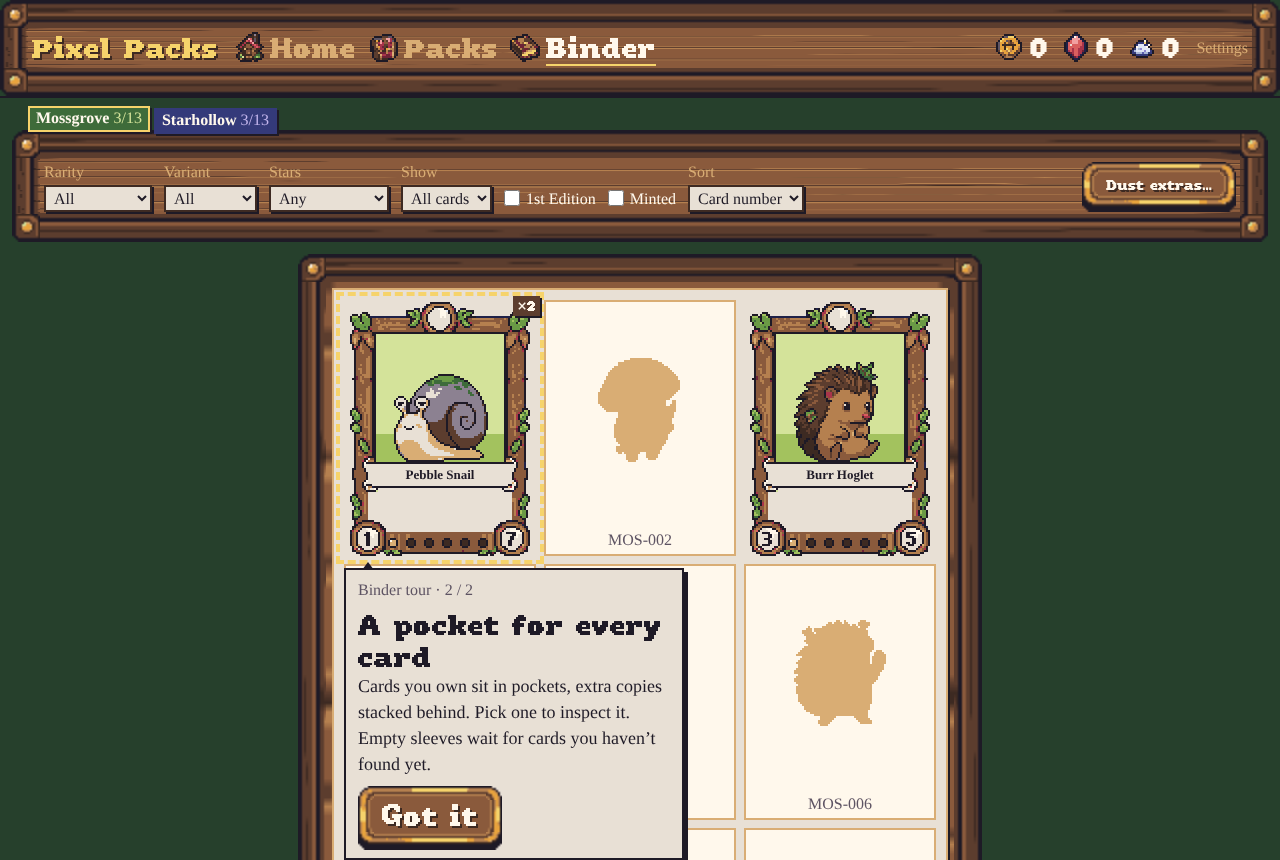 Pixel Packs Home Packs Binder 0 0 0 Settings
Mossgrove 3/13 Starhollow 3/13
Rarity Variant Stars Show Sort
All All Any All cards 1st Edition Minted Card number Dust extras...
×2
Pebble Snail
1 7
MOS-002
Burr Hoglet
3 5
Binder tour · 2 / 2
A pocket for every
card
Cards you own sit in pockets, extra copies
stacked behind. Pick one to inspect it.
Empty sleeves wait for cards you haven’t
found yet.
Got it
MOS-006